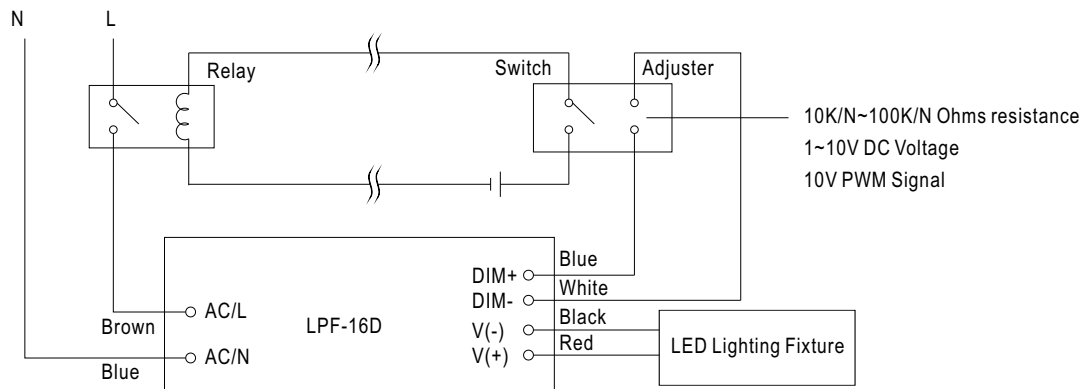 N
L
Relay
Switch
Adjuster
10K/N~100K/N Ohms resistance
1~10V DC Voltage
10V PWM Signal
Blue
DIM+
White
DIM-
AC/L
Black
Brown
LPF-16D
V(-)
Red
LED Lighting Fixture
AC/N
V(+)
Blue